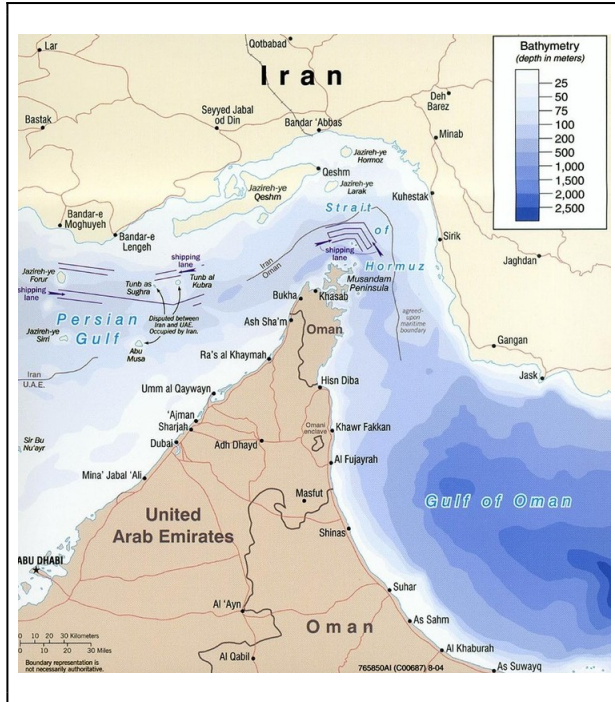 Lar
Qotbabad
Bathymetry
(depth in meters)
25
50
75
100
200
500
1,000
1,500
2,000
2,500
Iran
Bastak
Seyyed Jabal
od Din
Bandar ‘Abbas
Deh
Barez
Minab
Jazireh-ye
Hormoz
Qeshm
Jazireh-ye
Larak
Jazireh-ye
Qeshm
Kuhestak
Strait
of
Hormuz
Bandar-e
Moghuyeh
Bandar-e
Lengeh
Sirik
Jaghdan
shipping
lane
Iran
Oman
Jazireh-ye
Forur
Tunb as
Sughra
Tunb al
Kubra
Musandam
Peninsula
shipping
lane
Bukha
Khasab
Persian
Gulf
Disputed between
Iran and UAE.
Occupied by Iran.
Ash Sha'm
Oman
agreed-
upon
maritime
boundary
Jazireh-ye
Sirri
Abu
Musa
Gangan
Ra's al Khaymah
Iran
U.A.E.
Jask
Umm al Qaywayn
Hisn Diba
'Ajman
Sharjah
Dubai
Adh Dhayd
Omani
enclave
Khawr Fakkan
Sir Bu
Nu'ayr
Al Fujayrah
Mina' Jabal 'Ali
Masfut
Gulf of Oman
United
Arab Emirates
Shinas
ABU DHABI
Suhar
Al 'Ayn
Oman
As Sahm
0 10 20 30 Kilometers
0 10 20 30 Miles
Boundary representation is
not necessarily authoritative.
Al Qabil
Al Khaburah
765850AI (C00687) 8-04
As Suwayq